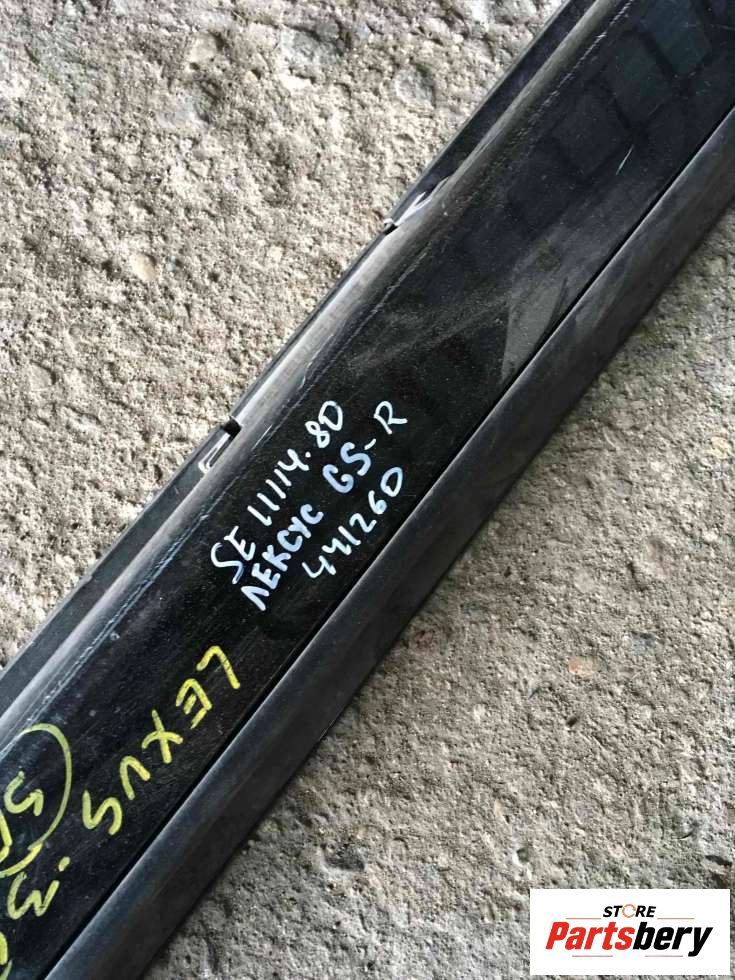 SE 11114.8D
ЛЕКСУС GS-R
441260
LEXUS
STORE
Partsbery